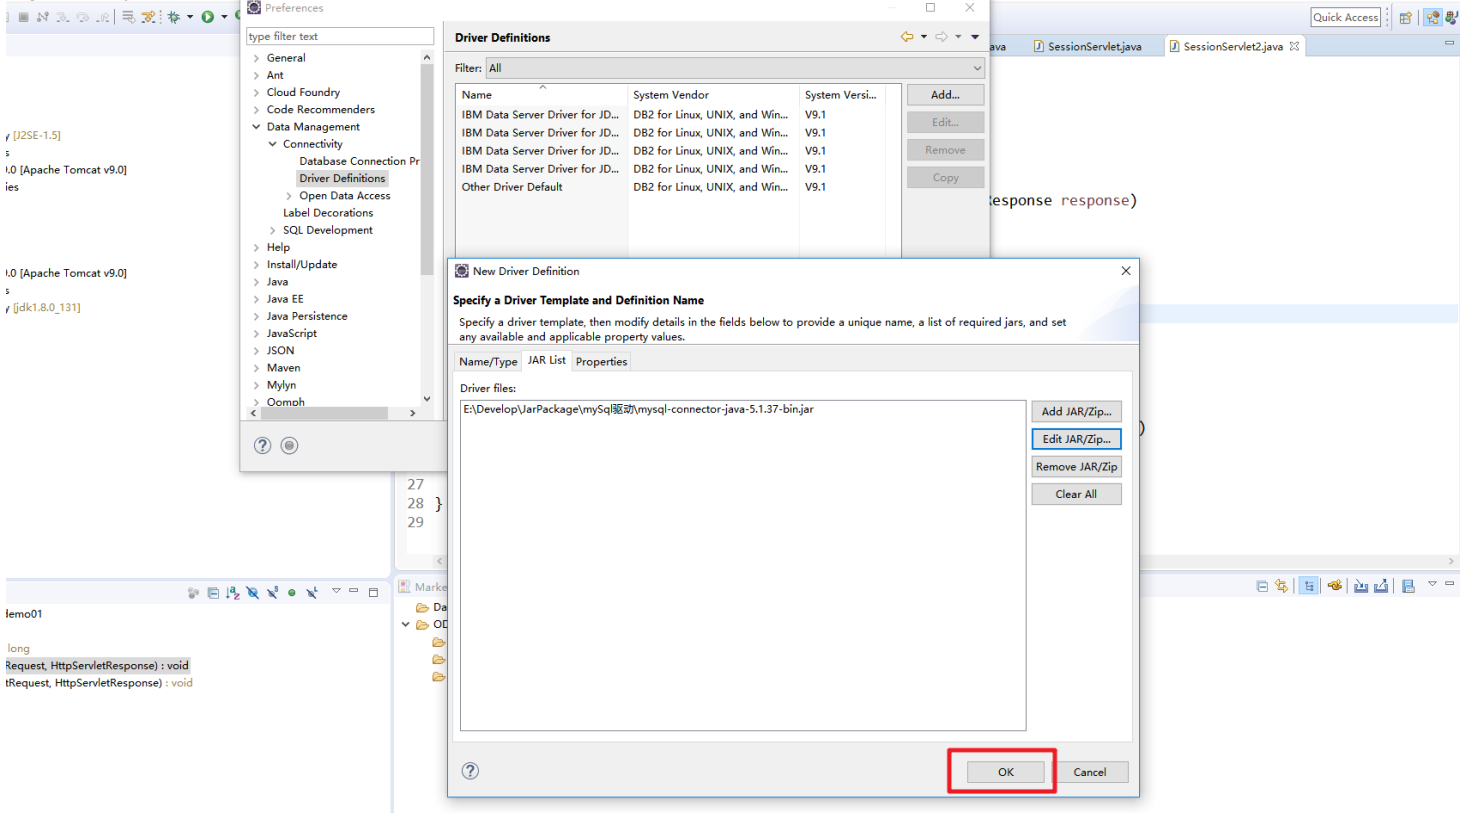 Preferences
Quick Access
type filter text
Driver Definitions
ava
SessionServlet.java
SessionServlet2.java
General
Filter: All
Ant
Name
System Vendor
System Versi...
Add...
Cloud Foundry
Code Recommenders
IBM Data Server Driver for JD...
DB2 for Linux, UNIX, and Win...
V9.1
Edit...
Data Management
IBM Data Server Driver for JD...
DB2 for Linux, UNIX, and Win...
V9.1
y [J2SE-1.5]
Connectivity
IBM Data Server Driver for JD...
DB2 for Linux, UNIX, and Win...
V9.1
Remove
s
Database Connection Pr
IBM Data Server Driver for JD...
DB2 for Linux, UNIX, and Win...
V9.1
.0 [Apache Tomcat v9.0]
Driver Definitions
Copy
ies
Open Data Access
Other Driver Default
DB2 for Linux, UNIX, and Win...
V9.1
Label Decorations
esponse response)
SQL Development
Help
Install/Update
.0 [Apache Tomcat v9.0]
Java
s
Java EE
y [jdk1.8.0_131]
Java Persistence
JavaScript
JSON
Maven
Mylyn
Oomph
New Driver Definition
Specify a Driver Template and Definition Name
Specify a driver template, then modify details in the fields below to provide a unique name, a list of required jars, and set
any available and applicable property values.
Name/Type
JAR List
Properties
Driver files:
E:\Develop\JarPackage\mySql驱动\mysql-connector-java-5.1.37-bin.jar
Add JAR/Zip...
Edit JAR/Zip...
)
Remove JAR/Zip
Clear All
27
28 }
29
Marke
demo01
Da
OD
long
Request, HttpServletResponse) : void
tRequest, HttpServletResponse) : void
OK
Cancel